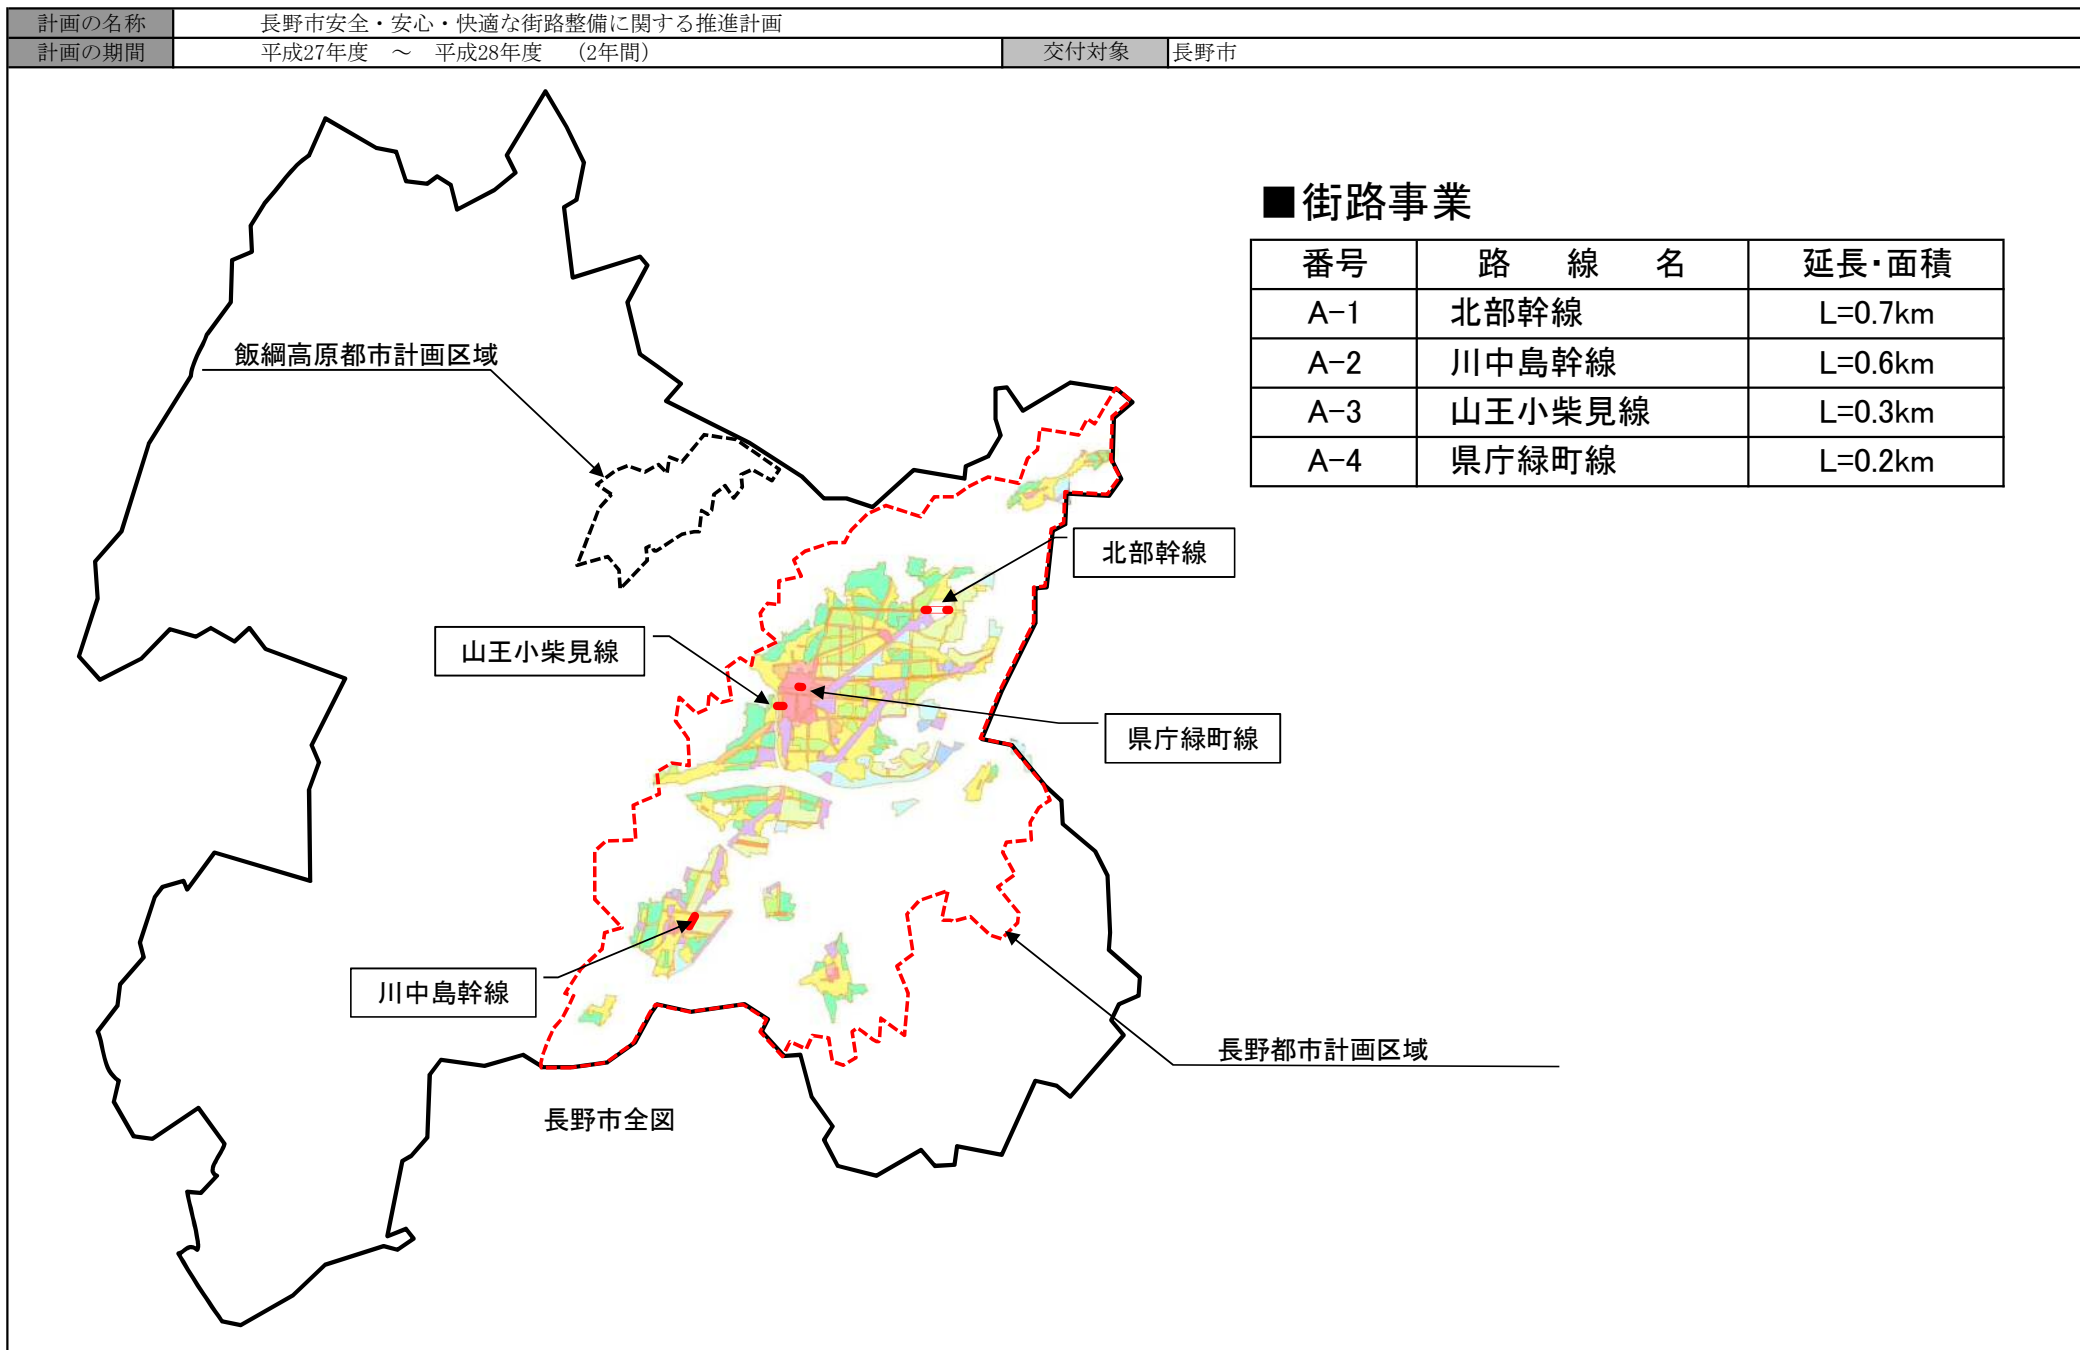 計画の名称 長野市安全・安心・快適な街路整備に関する推進計画
計画の期間 平成27年度 ～ 平成28年度 （2年間） 交付対象 長野市
■街路事業
番号 路線名 延長・面積
A-1 北部幹線 L=0.7km
A-2 川中島幹線 L=0.6km
A-3 山王小柴見線 L=0.3km
A-4 県庁緑町線 L=0.2km
飯綱高原都市計画区域
北部幹線
山王小柴見線
県庁緑町線
川中島幹線
長野都市計画区域
長野市全図